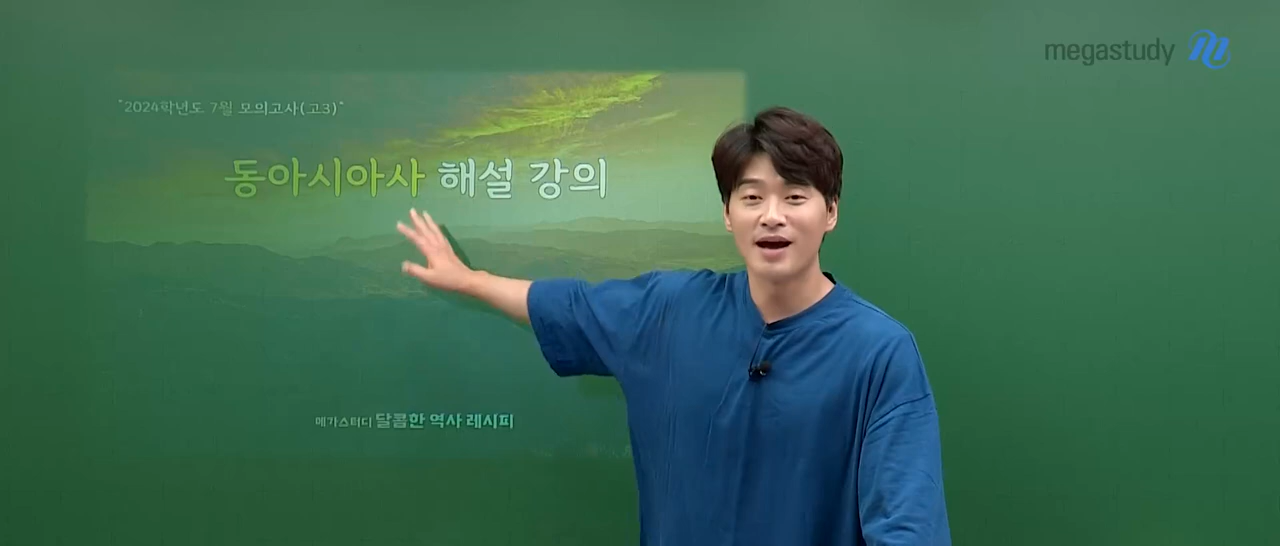 megastudy
"2024학년도 7월 모의고사(고3)"
동아시아사 해설 강의
메가스터디 달콤한 역사 레시피